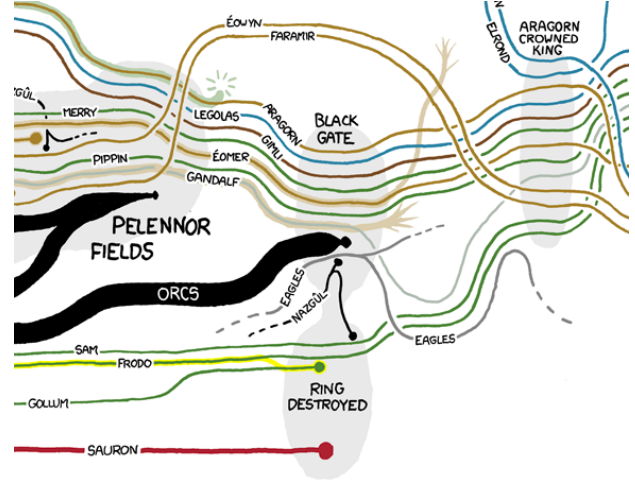 ÉOWYN
FARAMIR
N
ELROND
ARAGORN
CROWNED
KING
ZGÛL
MERRY
LEGOLAS
ARAGORN
GIMLI
BLACK
GATE
PIPPIN
ÉOMER
GANDALF
PELENNOR
FIELDS
ORCS
EAGLES
NAZGÛL
EAGLES
SAM
FRODO
GOLLUM
RING
DESTROYED
SAURON